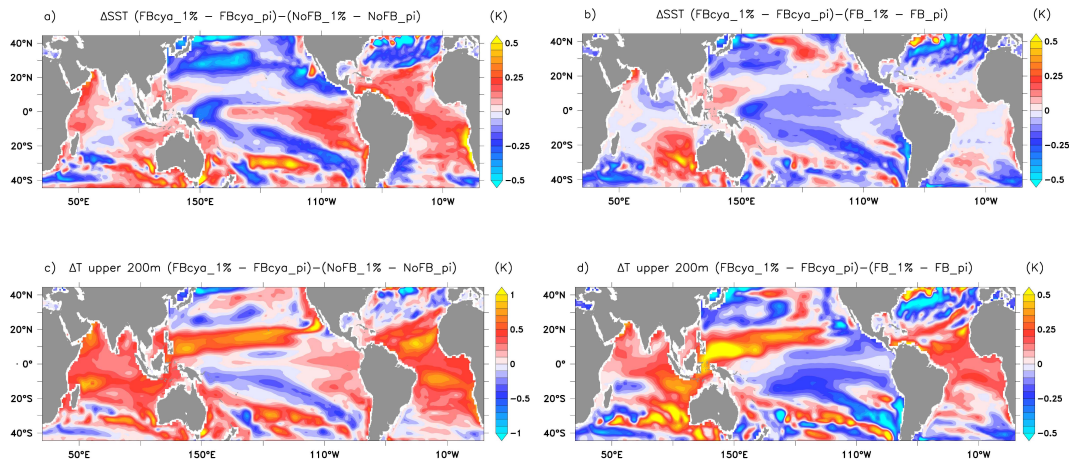 a) ΔSST (FBcya_1% − FBcya_pi)−(NoFB_1% − NoFB_pi) (K)
40°N
20°N
0°
20°S
40°S
50°E 150°E 110°W 10°W
0.5
0.25
0
−0.25
−0.5
b) ΔSST (FBcya_1% − FBcya_pi)−(FB_1% − FB_pi) (K)
40°N
20°N
0°
20°S
40°S
50°E 150°E 110°W 10°W
0.5
0.25
0
−0.25
−0.5
c) ΔT upper 200m (FBcya_1% − FBcya_pi)−(NoFB_1% − NoFB_pi) (K)
40°N
20°N
0°
20°S
40°S
50°E 150°E 110°W 10°W
1
0.5
0
−0.5
−1
d) ΔT upper 200m (FBcya_1% − FBcya_pi)−(FB_1% − FB_pi) (K)
40°N
20°N
0°
20°S
40°S
50°E 150°E 110°W 10°W
0.5
0.25
0
−0.25
−0.5